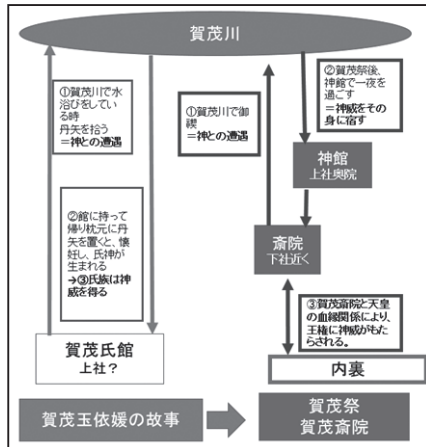 賀茂川
①賀茂川で水
浴びをしてい
る時
丹矢を拾う
=神との遭遇
②館に持って
帰り枕元に丹
矢を置くと、懐
妊し、氏神が
生まれる
→③氏族は神
威を得る
賀茂氏館
上社?
賀茂玉依媛の故事
①賀茂川で御
禊
=神との遭遇
②賀茂祭後、
神館で一夜を
過ごす
=神威をその
身に宿す
神館
上社奥院
斎院
下社近く
③賀茂斎院と天皇
の血縁関係により、
王権に神威がもた
らされる。
内裏
賀茂祭
賀茂斎院